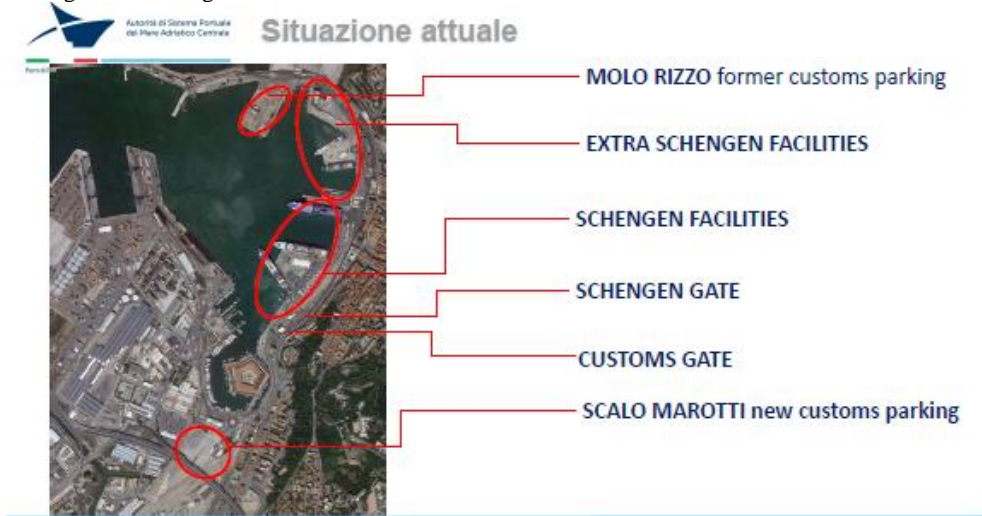 Autorità di Sistema Portuale
del Mare Adriatico Centrale
Situazione attuale
MOLO RIZZO former customs parking
EXTRA SCHENGEN FACILITIES
SCHENGEN FACILITIES
SCHENGEN GATE
CUSTOMS GATE
SCALO MAROTTI new customs parking